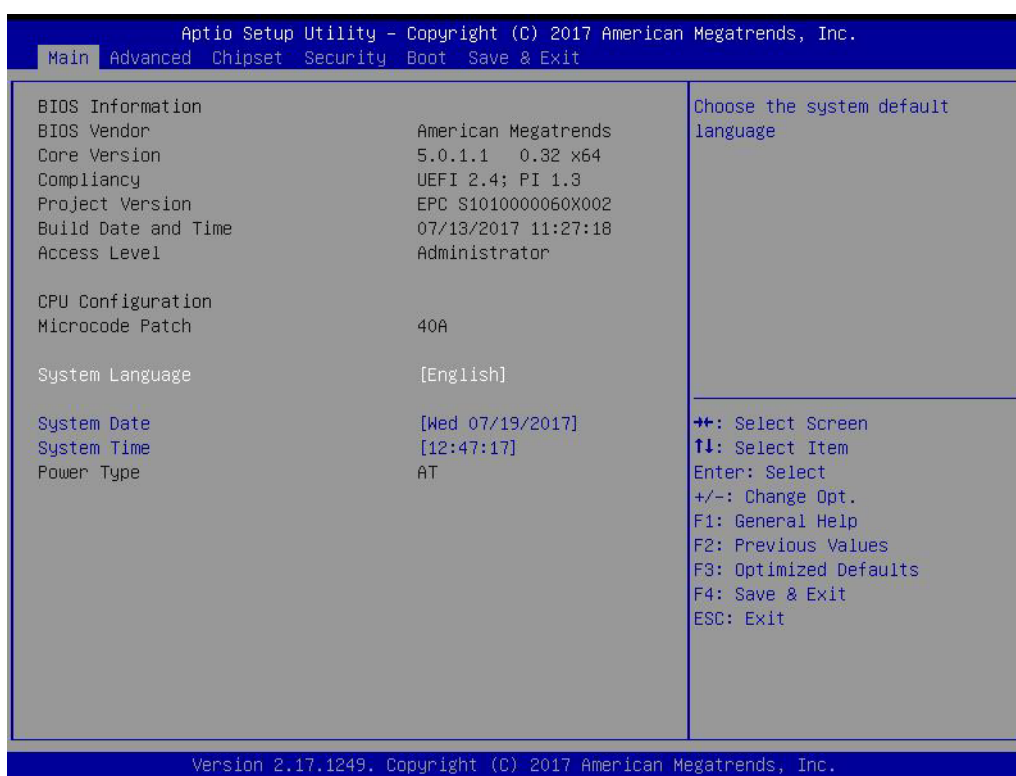 Aptio Setup Utility – Copyright (C) 2017 American Megatrends, Inc.
Main Advanced Chipset Security Boot Save & Exit
BIOS Information
BIOS Vendor American Megatrends
Core Version 5.0.1.1 0.32 x64
Compliancy UEFI 2.4; PI 1.3
Project Version EPC S1010000060X002
Build Date and Time 07/13/2017 11:27:18
Access Level Administrator
CPU Configuration
Microcode Patch 40A
System Language [English]
System Date [Wed 07/19/2017]
System Time [12:47:17]
Power Type AT
Choose the system default
language
→←: Select Screen
↑↓: Select Item
Enter: Select
+/-: Change Opt.
F1: General Help
F2: Previous Values
F3: Optimized Defaults
F4: Save & Exit
ESC: Exit
Version 2.17.1249. Copyright (C) 2017 American Megatrends, Inc.